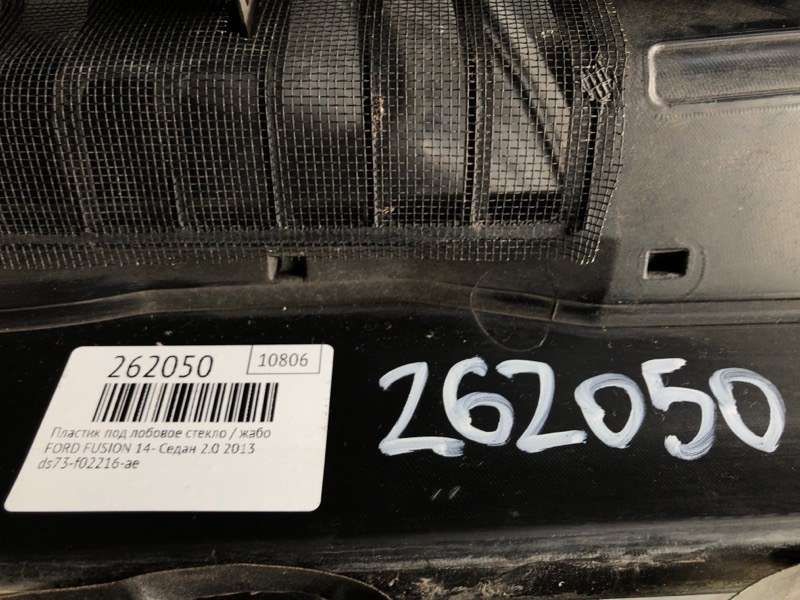 262050
10806
Пластик под лобовое стекло / жабо
FORD FUSION 14- Седан 2.0 2013
ds73-f02216-ae
262050